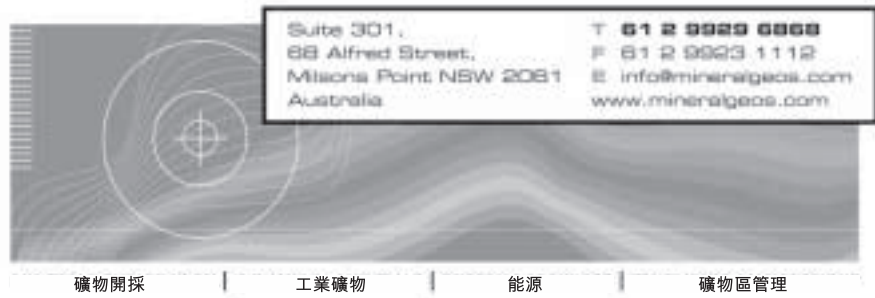 Suite 301,
68 Alfred Street,
Milsons Point NSW 2061
Australia
T 61 2 9929 6868
F 61 2 9923 1112
E info@mineralgeos.com
www.mineralgeos.com
礦物開採 | 工業礦物 | 能源 | 礦物區管理